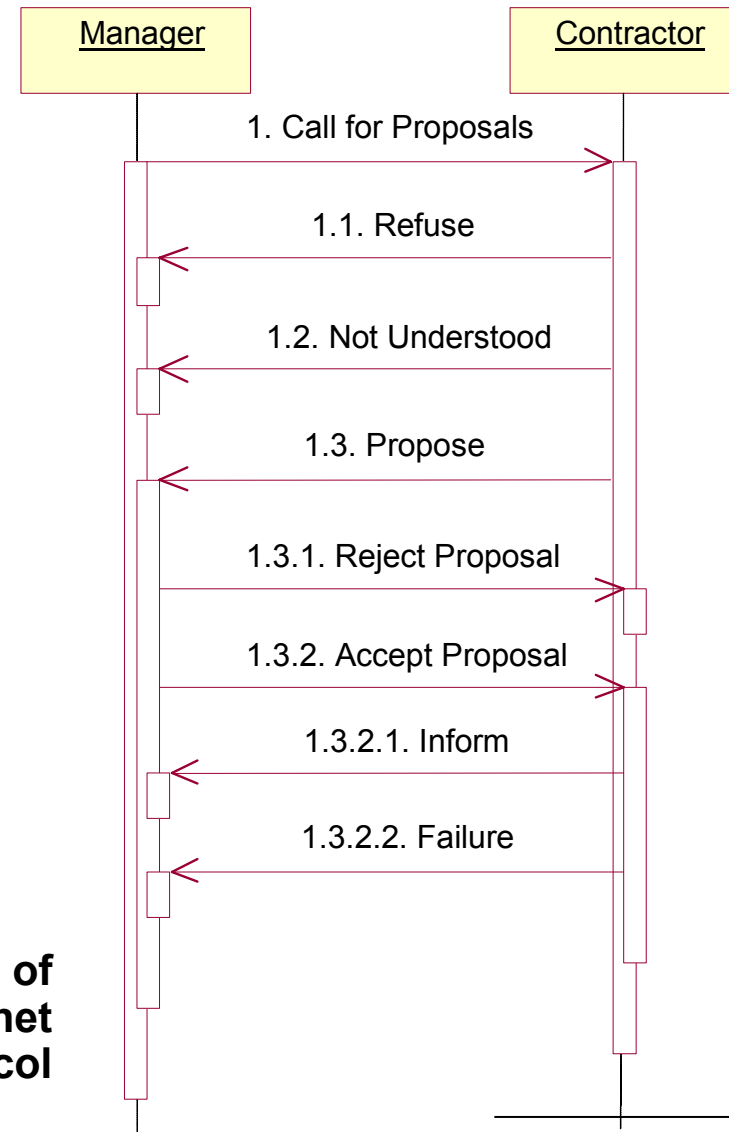 Manager
Contractor
1. Call for Proposals
1.1. Refuse
1.2. Not Understood
1.3. Propose
1.3.1. Reject Proposal
1.3.2. Accept Proposal
1.3.2.1. Inform
1.3.2.2. Failure
of
net
col